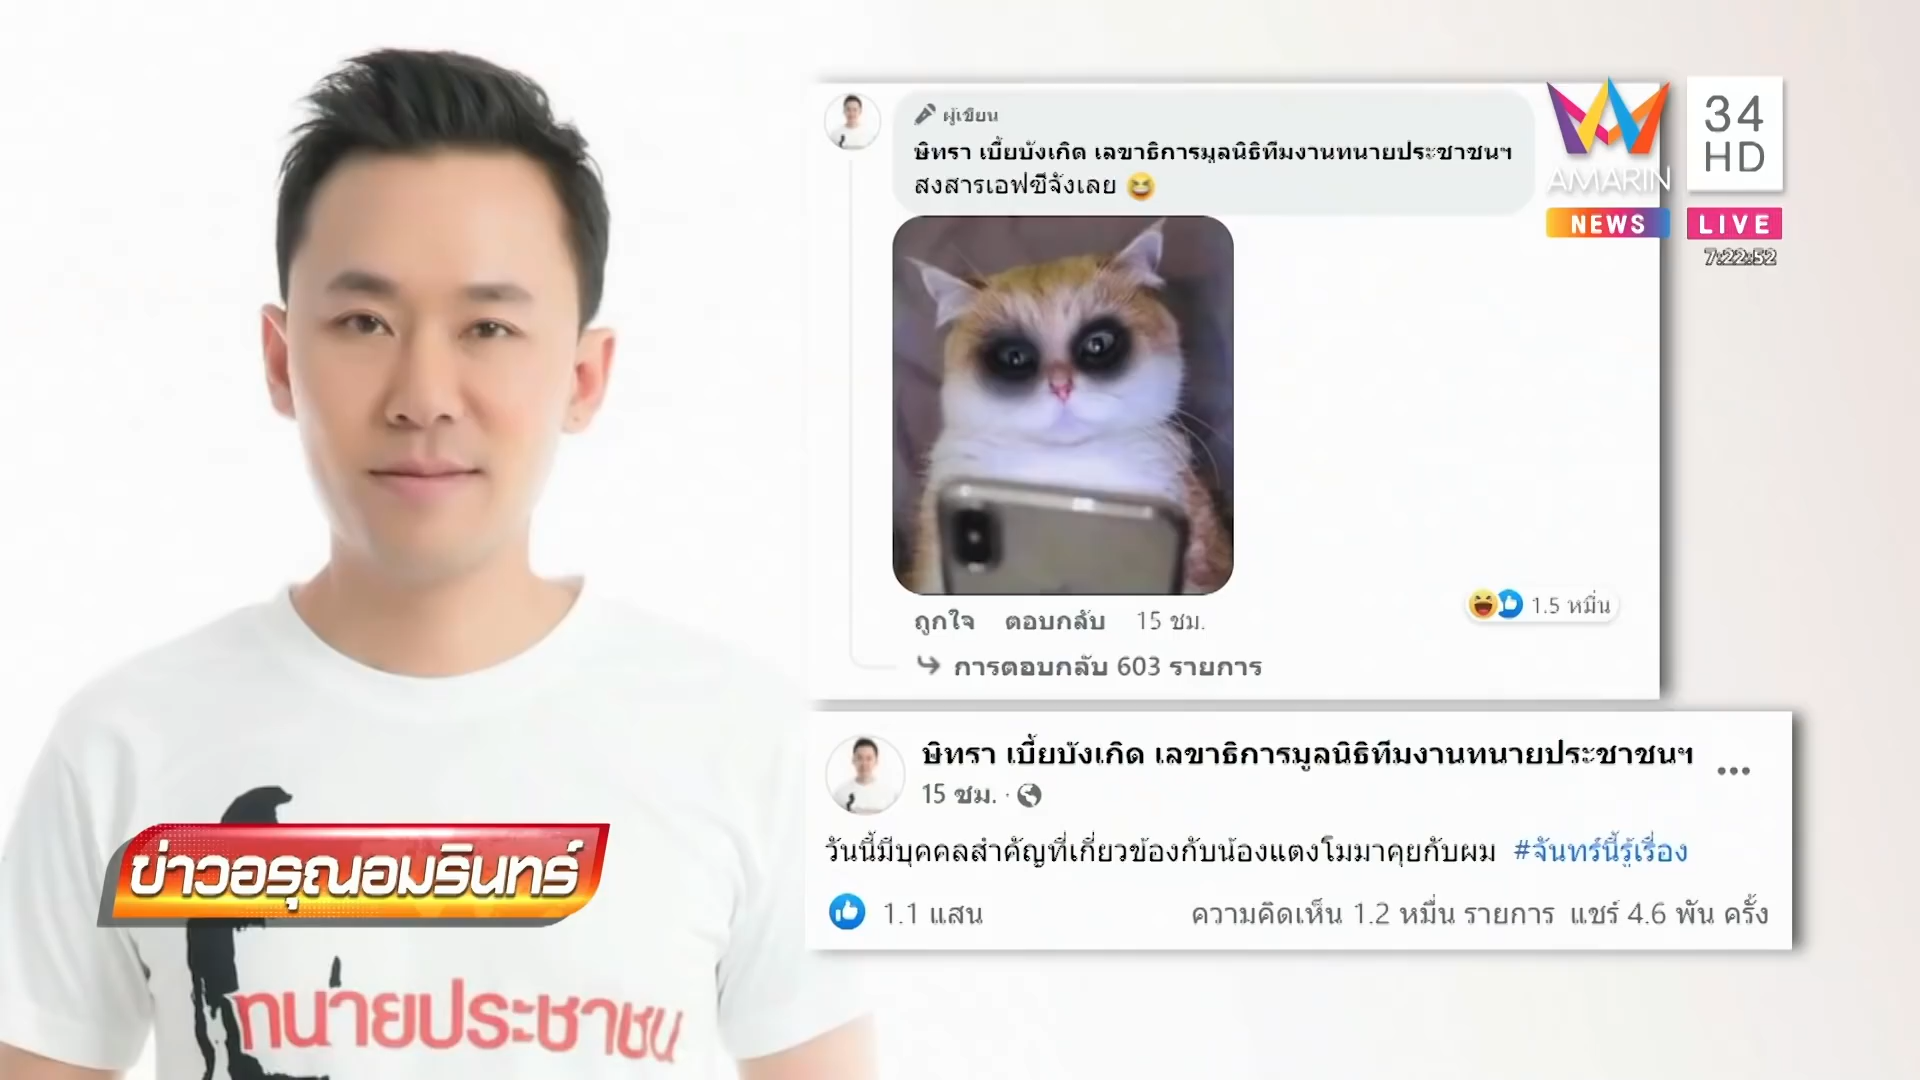 ผู้เขียน
ษิทรา เบี้ยบังเกิด เลขาธิการมูลนิธิทีมงานทนายประชาชนฯ
สงสารเอฟซีจังเลย 😆
ถูกใจ ตอบกลับ 15 ชม.
1.5 หมื่น
การตอบกลับ 603 รายการ
AMARIN
NEWS
34
HD
LIVE
7:22:52
ษิทรา เบี้ยบังเกิด เลขาธิการมูลนิธิทีมงานทนายประชาชนฯ
15 ชม. ·
วันนี้มีบุคคลสำคัญที่เกี่ยวข้องกับน้องแตงโมมาคุยกับผม #จันทร์นี้รู้เรื่อง
1.1 แสน ความคิดเห็น 1.2 หมื่น รายการ แชร์ 4.6 พัน ครั้ง
ข่าวอรุณอมรินทร์
ทนายประชาชน